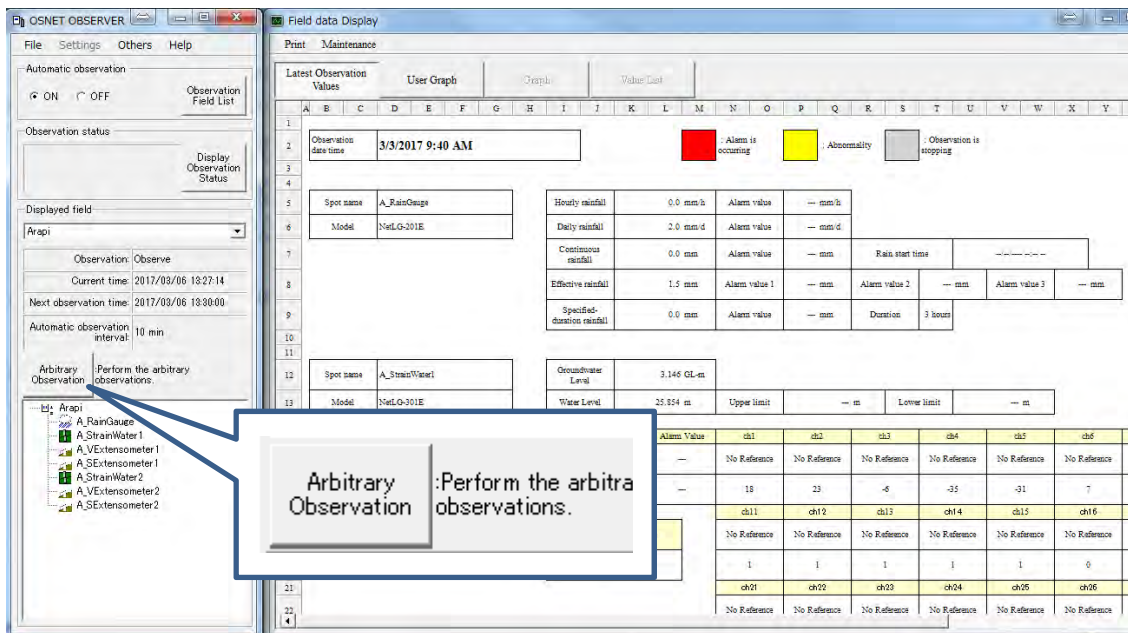 OSNET OBSERVER
File Settings Others Help
Automatic observation
ON OFF
Observation
Field List
Observation status
Display
Observation
Status
Displayed field
Arapi
Observation: Observe
Current time: 2017/03/06 13:27:14
Next observation time: 2017/03/06 13:30:00
Automatic observation
interval: 10 min
Arbitrary
Observation
:Perform the arbitrary
observations.
Arapi
A_RainGauge
A_StrainWater1
A_VExtensometer1
A_SExtensometer1
A_StrainWater2
A_VExtensometer2
A_SExtensometer2
Field data Display
Print Maintenance
Latest Observation
Values
User Graph
Graph
Value List
A B C D E F G H I J K L M N O P Q R S T U V W X Y
1
2 Observation
date time
3/3/2017 9:40 AM
: Alarm is
occurring
: Abnormality
: Observation is
stopping
3
4
5 Spot name A_RainGauge Hourly rainfall 0.0 mm/h Alarm value --- mm/h
6 Model NetLG-201E Daily rainfall 2.0 mm/d Alarm value --- mm/d
7 Continuous
rainfall
0.0 mm Alarm value --- mm Rain start time --/--/---- --:--
8 Effective rainfall 1.5 mm Alarm value 1 --- mm Alarm value 2 --- mm Alarm value 3 --- mm
9 Specified-
duration rainfall
0.0 mm Alarm value --- mm Duration 3 hours
10
11
12 Spot name A_StrainWater1 Groundwater
Level
3.146 GL-m
13 Model NetLG-301E Water Level 25.854 m Upper limit --- m Lower limit --- m
Alarm Value ch1 ch2 ch3 ch4 ch5 ch6
--- No Reference No Reference No Reference No Reference No Reference No Reference
--- 18 23 -6 -35 -31 7
ch11 ch12 ch13 ch14 ch15 ch16
No Reference No Reference No Reference No Reference No Reference No Reference
1 1 1 1 1 0
21 ch21 ch22 ch23 ch24 ch25 ch26
22 No Reference No Reference No Reference No Reference No Reference No Reference
Arbitrary
Observation
:Perform the arbitra
observations.